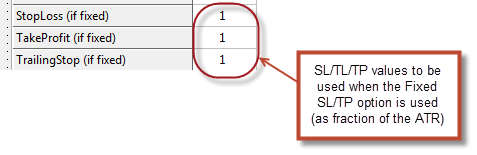 StopLoss (if fixed) 1
TakeProfit (if fixed) 1
TrailingStop (if fixed) 1
SL/TL/TP values to be
used when the Fixed
SL/TP option is used
(as fraction of the ATR)